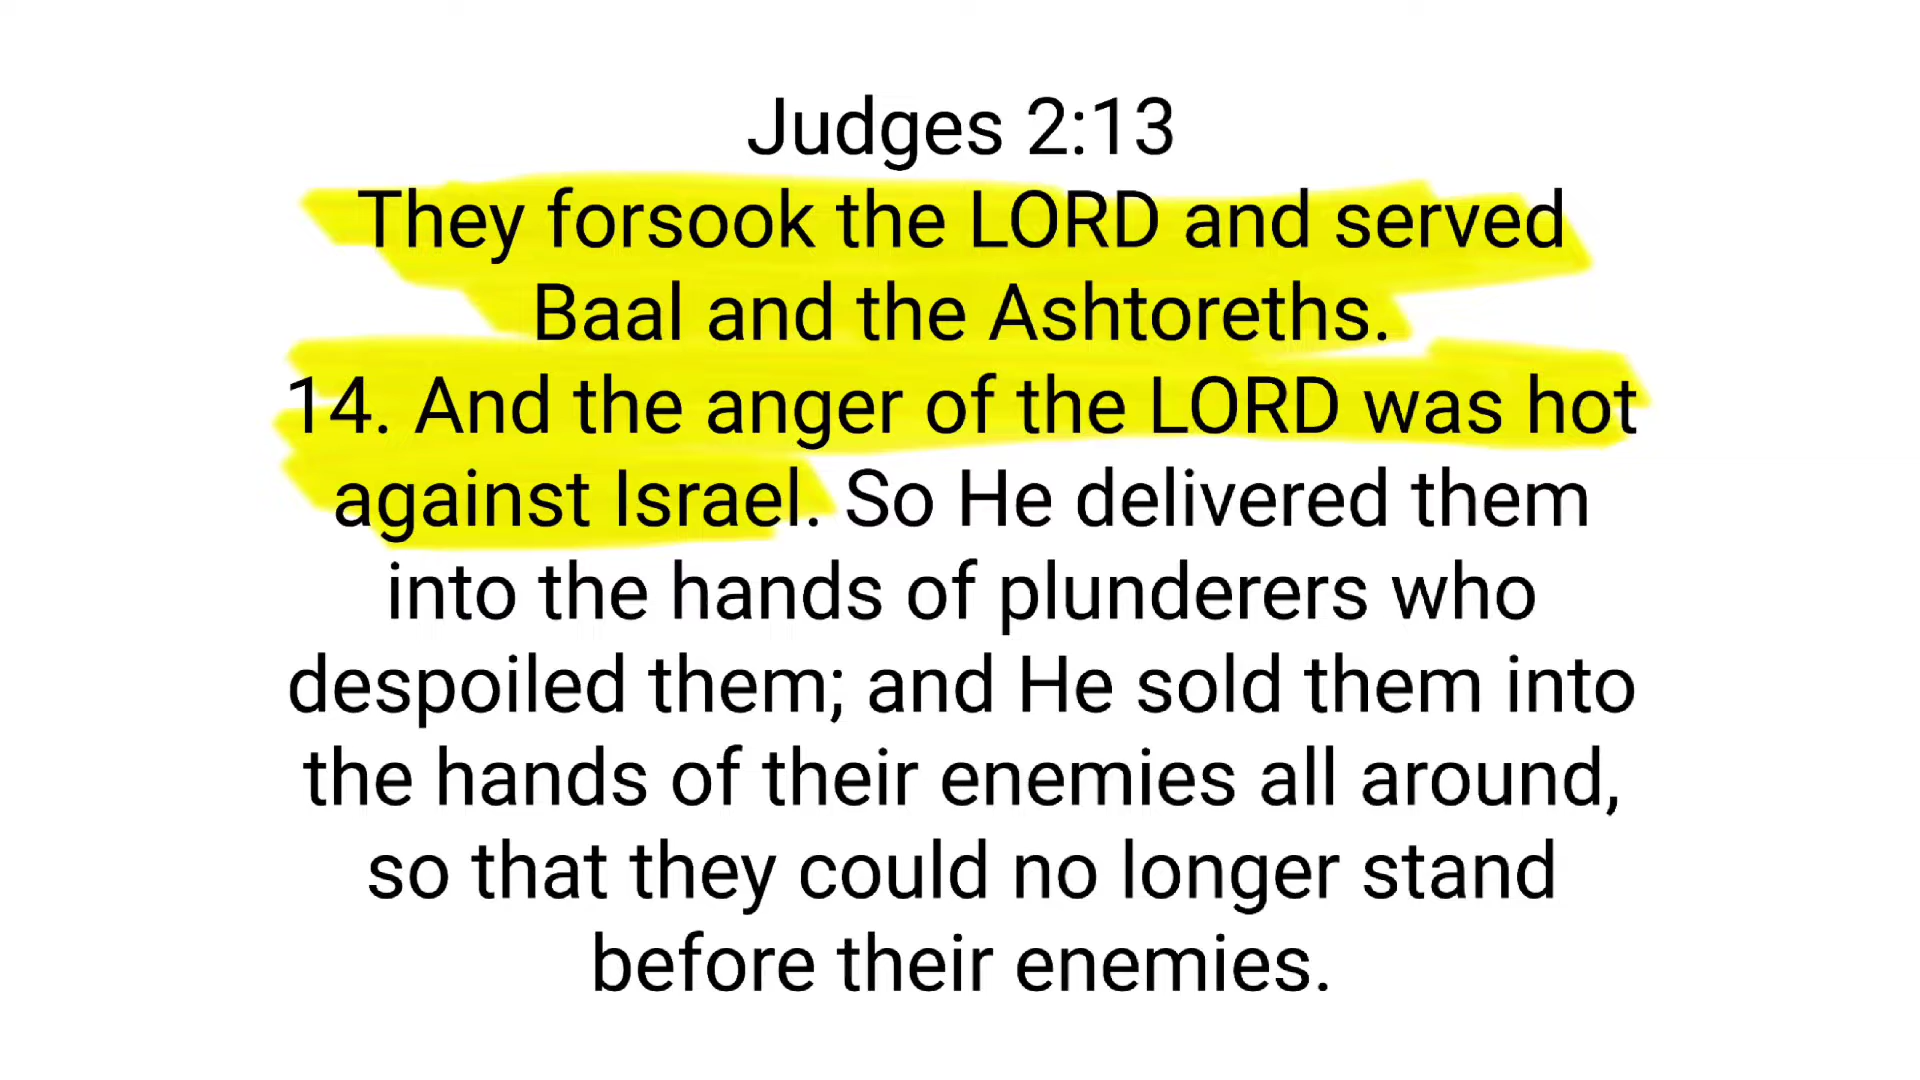 Judges 2:13
They forsook the LORD and served
Baal and the Ashtoreths.
14. And the anger of the LORD was hot
against Israel. So He delivered them
into the hands of plunderers who
despoiled them; and He sold them into
the hands of their enemies all around,
so that they could no longer stand
before their enemies.